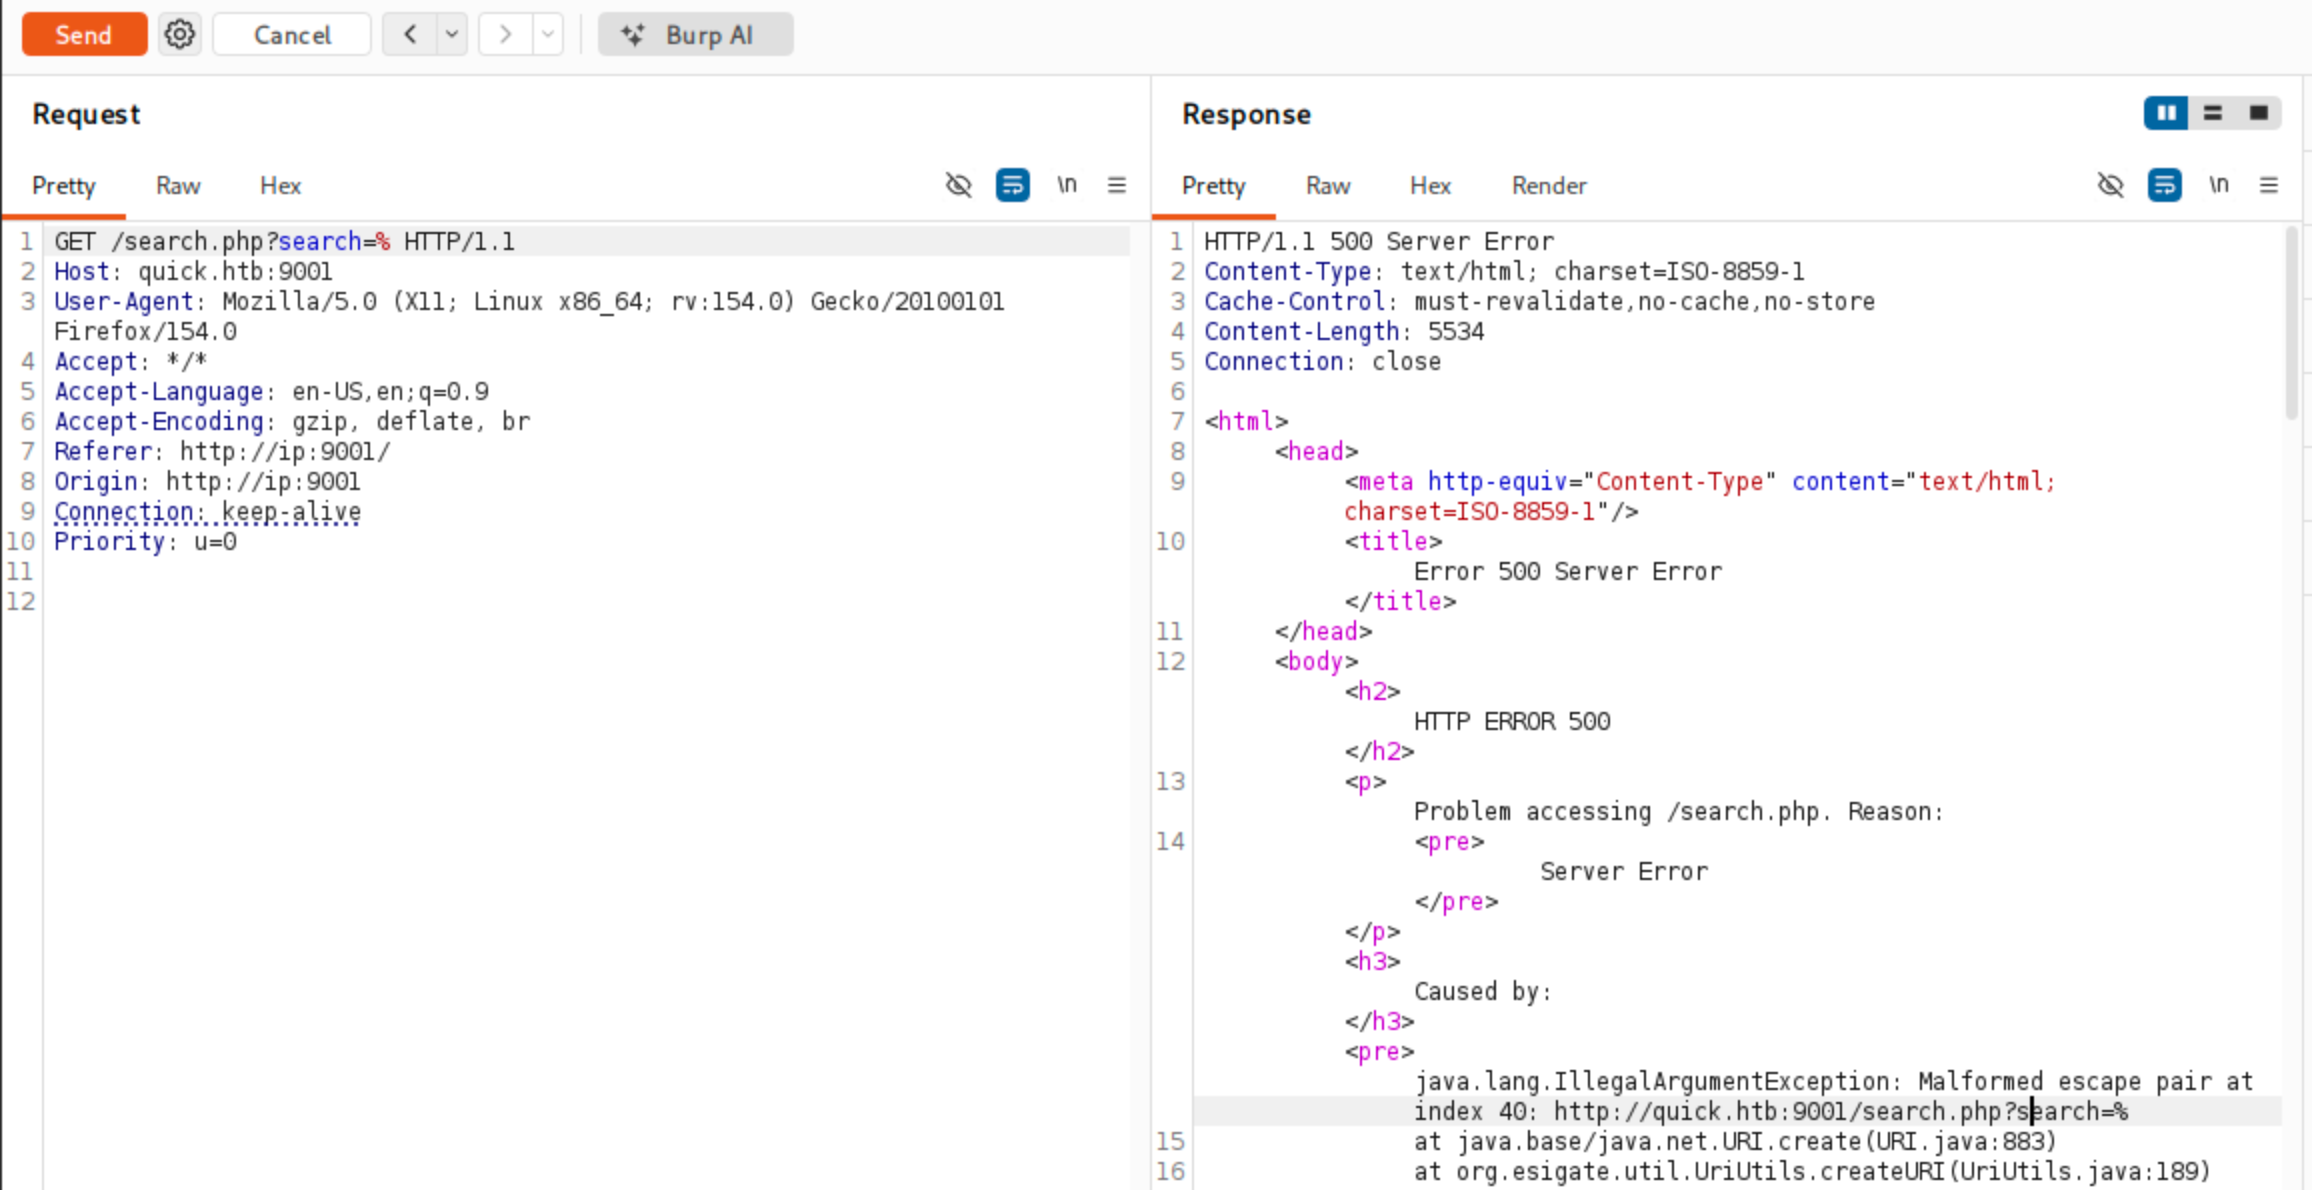 Send
Cancel
Burp AI
Request
Pretty
Raw
Hex
\n
1 GET /search.php?search=% HTTP/1.1
2 Host: quick.htb:9001
3 User-Agent: Mozilla/5.0 (X11; Linux x86_64; rv:154.0) Gecko/20100101
Firefox/154.0
4 Accept: */*
5 Accept-Language: en-US,en;q=0.9
6 Accept-Encoding: gzip, deflate, br
7 Referer: http://ip:9001/
8 Origin: http://ip:9001
9 Connection: keep-alive
10 Priority: u=0
11
12
Response
Pretty
Raw
Hex
Render
\n
1 HTTP/1.1 500 Server Error
2 Content-Type: text/html; charset=ISO-8859-1
3 Cache-Control: must-revalidate,no-cache,no-store
4 Content-Length: 5534
5 Connection: close
6
7 <html>
8 <head>
9 <meta http-equiv="Content-Type" content="text/html;
charset=ISO-8859-1"/>
10 <title>
Error 500 Server Error
</title>
11 </head>
12 <body>
<h2>
HTTP ERROR 500
</h2>
13 <p>
Problem accessing /search.php. Reason:
14 <pre>
Server Error
</pre>
</p>
<h3>
Caused by:
</h3>
<pre>
java.lang.IllegalArgumentException: Malformed escape pair at
index 40: http://quick.htb:9001/search.php?search=%
15 at java.base/java.net.URI.create(URI.java:883)
16 at org.esigate.util.UriUtils.createURI(UriUtils.java:189)